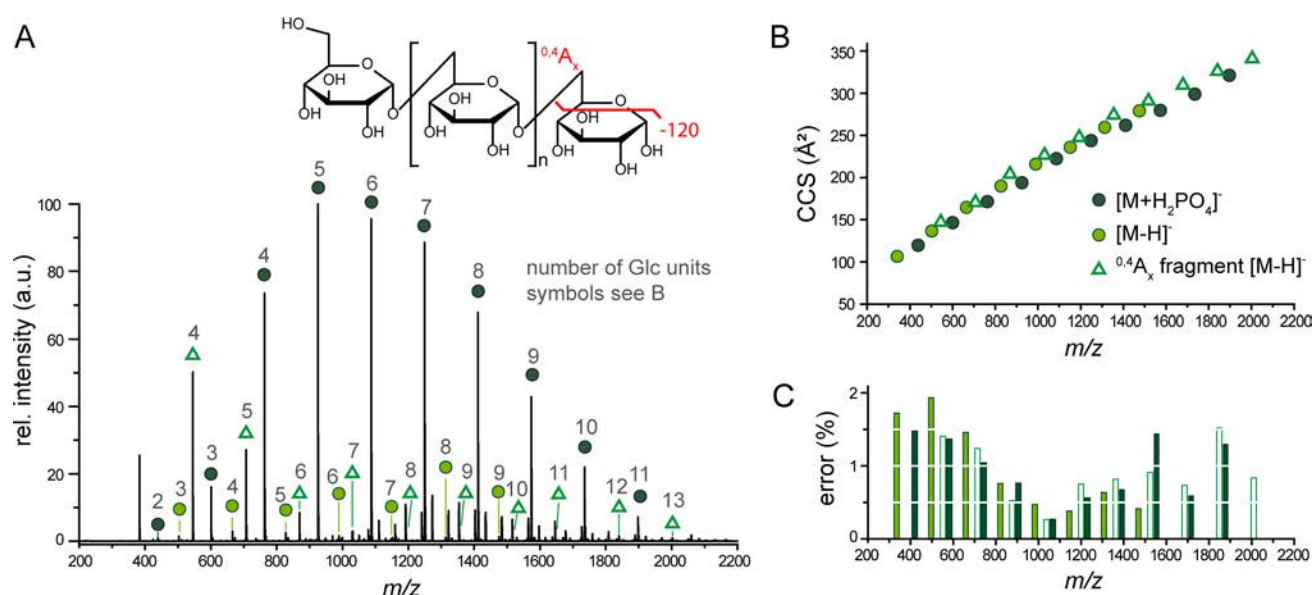 A
HO
O
OH
HO
OH
O
O
OH
HO
OH
O
n
0,4Aₓ
O
OH
HO
OH
-120
rel. intensity (a.u.)
100
80
60
40
20
0
2
3
3
4
4
4
5
5
5
6
6
6
7
7
7
8
8
8
9
9
9
10
10
11
11
12
13
number of Glc units
symbols see B
200 400 600 800 1000 1200 1400 1600 1800 2000 2200
m/z
B
CCS (Å²)
350
300
250
200
150
100
50
[M+H₂PO₄]⁻
[M-H]⁻
0,4Aₓ fragment [M-H]⁻
200 400 600 800 1000 1200 1400 1600 1800 2000 2200
m/z
C
error (%)
2
1
0
200 400 600 800 1000 1200 1400 1600 1800 2000 2200
m/z